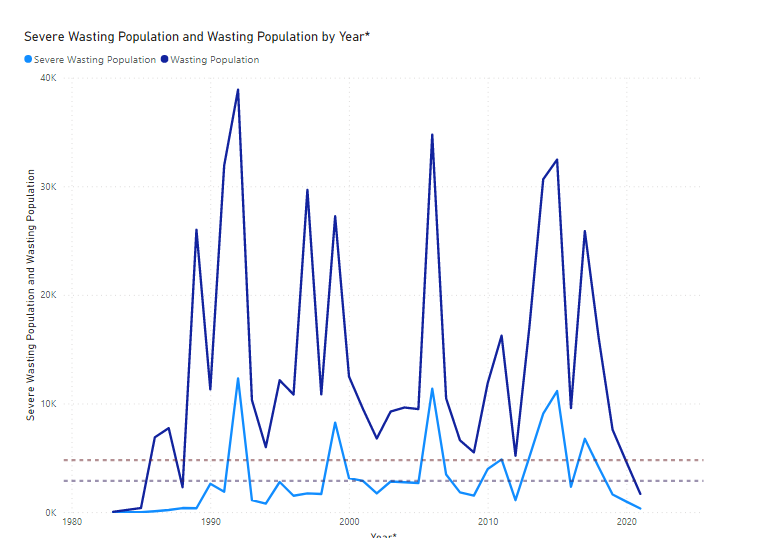 Severe Wasting Population and Wasting Population by Year*
Severe Wasting Population Wasting Population
Severe Wasting Population and Wasting Population
40K
30K
20K
10K
0K
1980 1990 2000 2010 2020
Year*